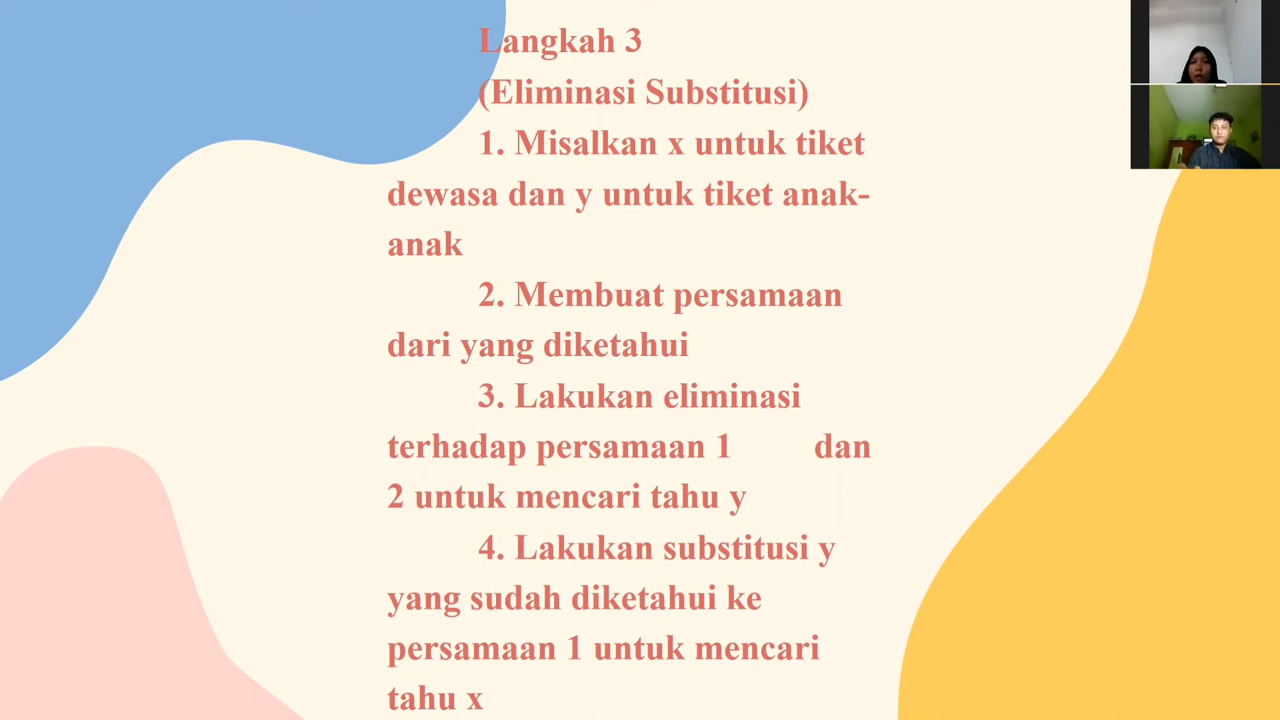 Langkah 3
(Eliminasi Substitusi)
1. Misalkan x untuk tiket
dewasa dan y untuk tiket anak-
anak
2. Membuat persamaan
dari yang diketahui
3. Lakukan eliminasi
terhadap persamaan 1 dan
2 untuk mencari tahu y
4. Lakukan substitusi y
yang sudah diketahui ke
persamaan 1 untuk mencari
tahu x